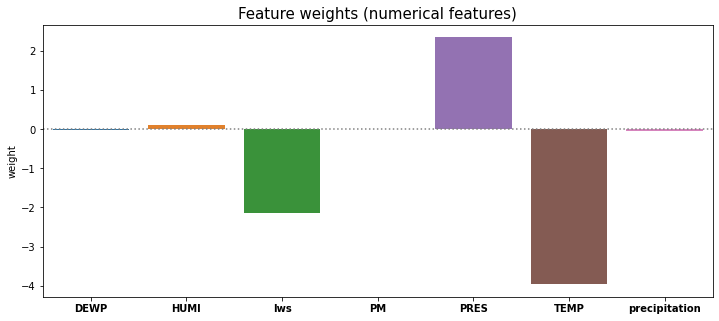 Feature weights (numerical features)
2
1
0
−1
−2
−3
−4
weight
DEWP HUMI Iws PM PRES TEMP precipitation